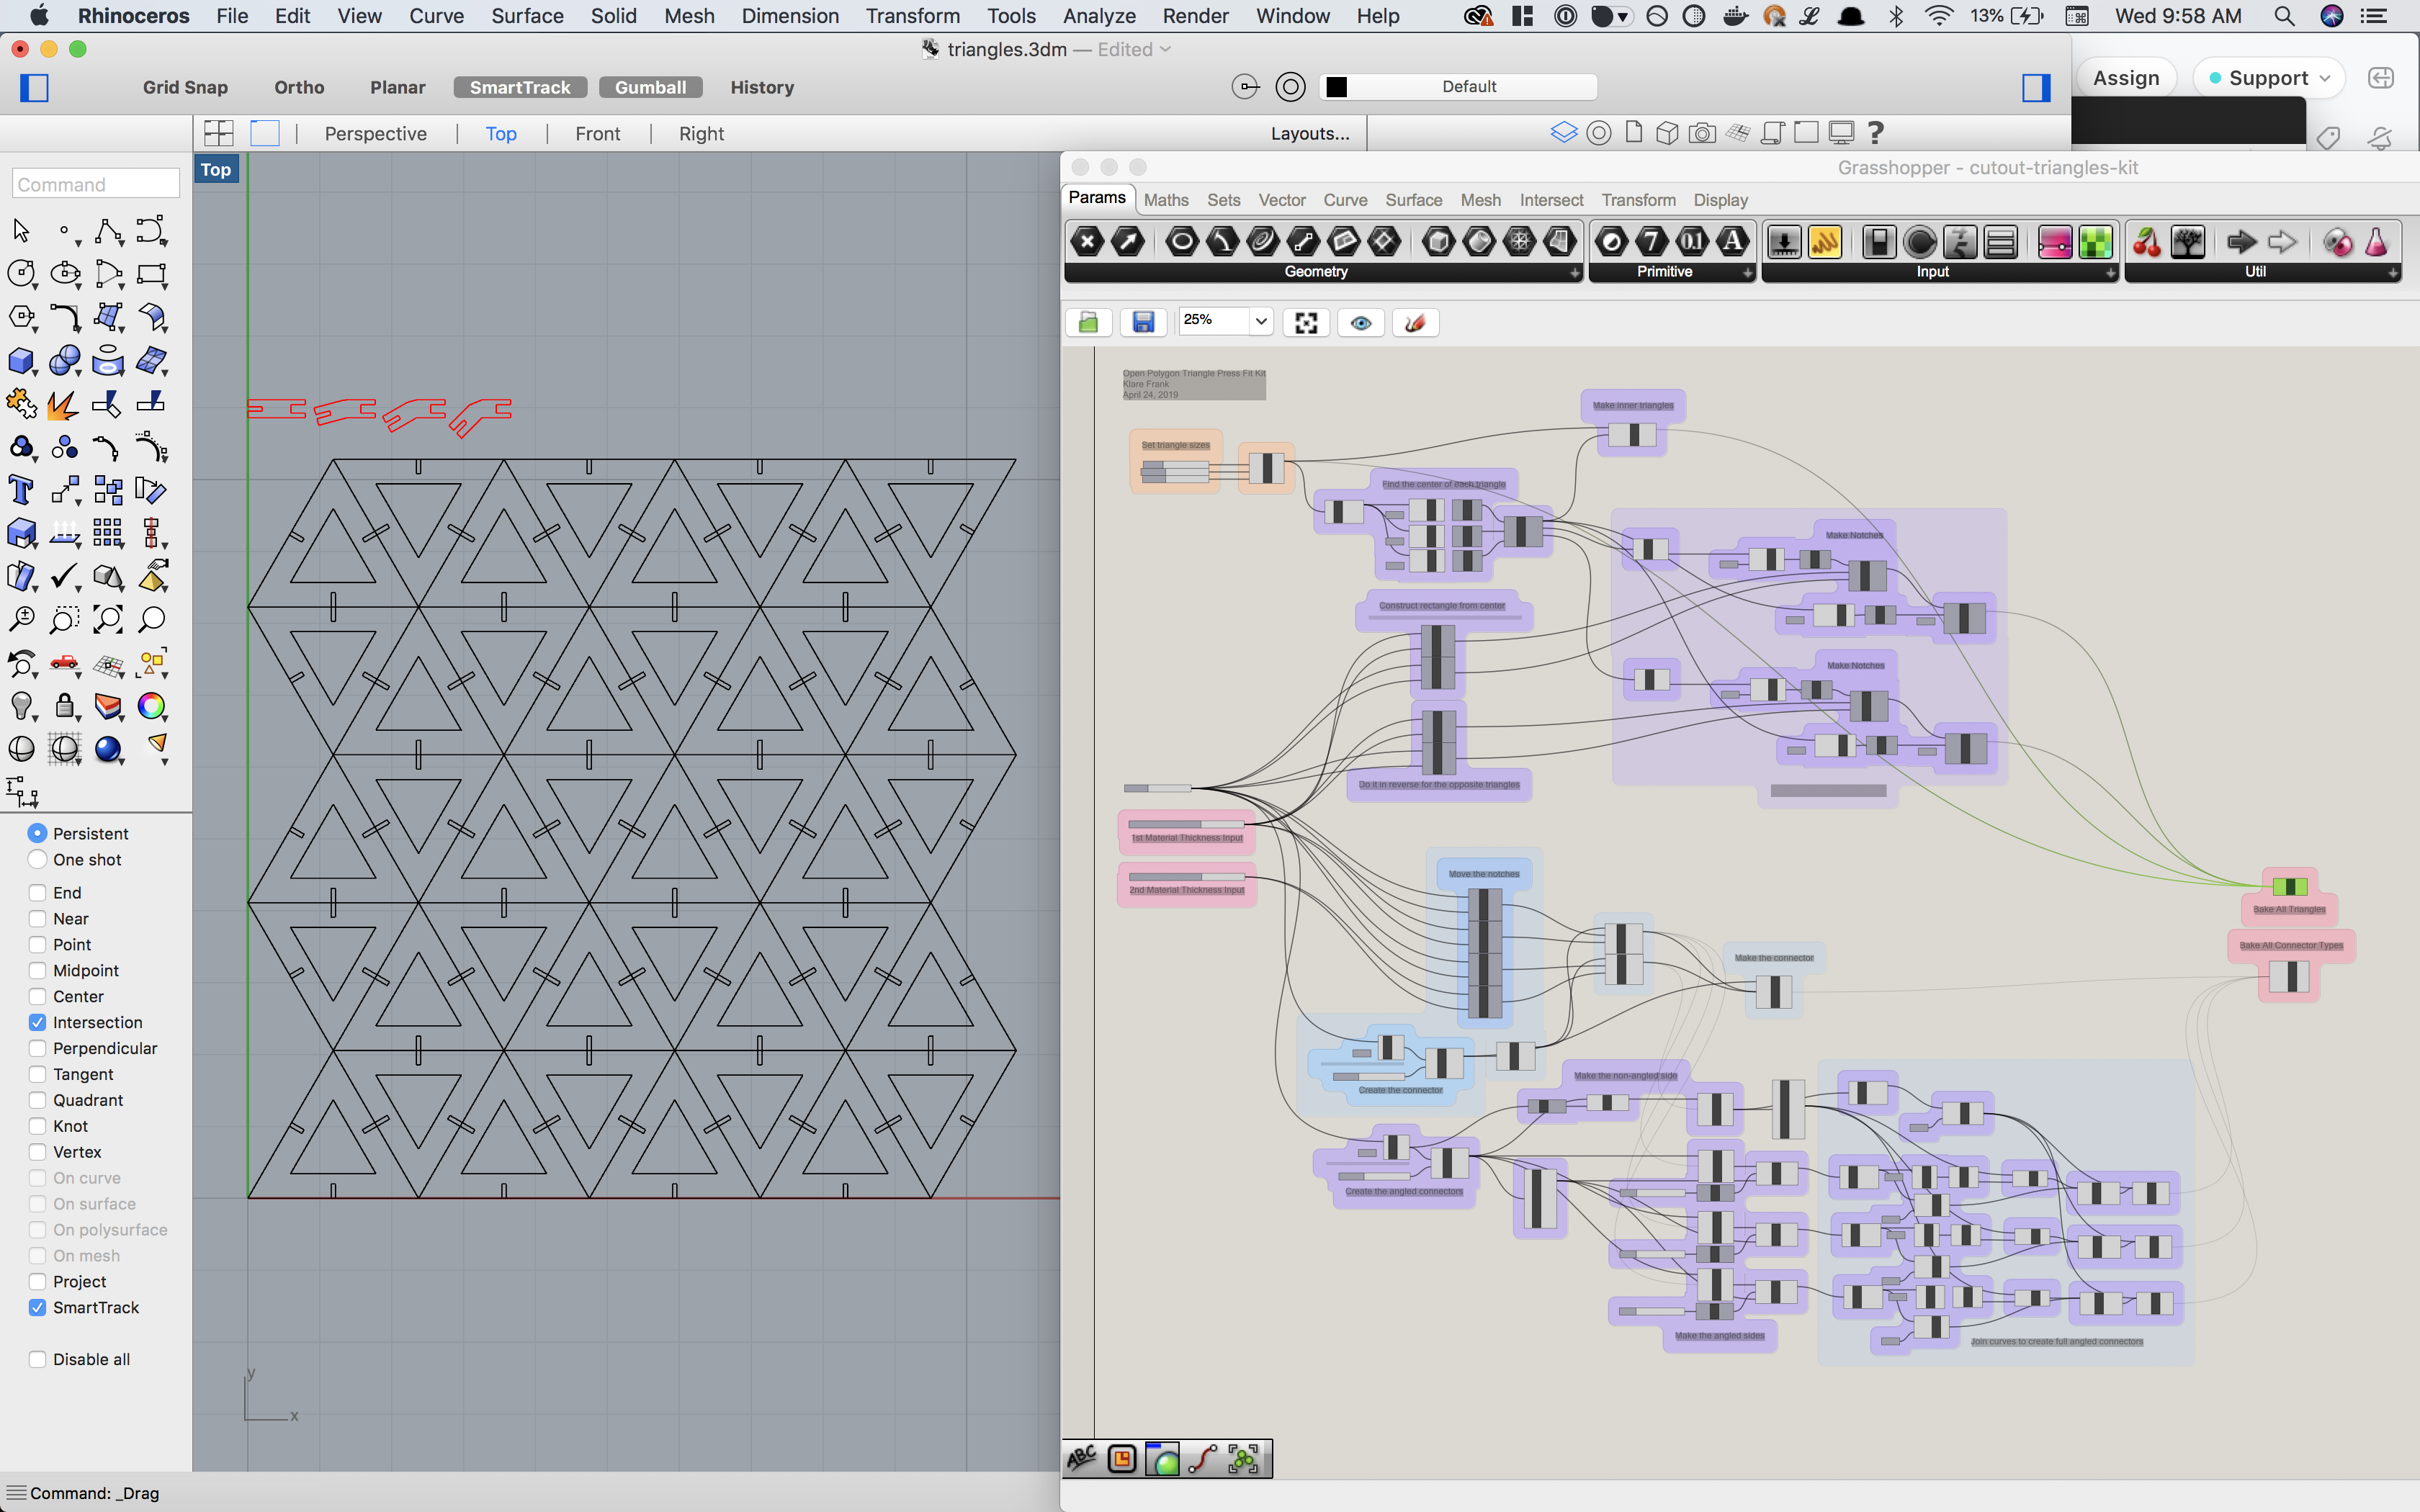 Rhinoceros File Edit View Curve Surface Solid Mesh Dimension Transform Tools Analyze Render Window Help 13% Wed 9:58 AM
triangles.3dm — Edited
Grid Snap Ortho Planar SmartTrack Gumball History Default
Assign Support
Perspective Top Front Right Layouts...
Top
Command
Grasshopper - cutout-triangles-kit
Params Maths Sets Vector Curve Surface Mesh Intersect Transform Display
Geometry Primitive Input Util
25%
Open Polygon Triangle Press Fit Kit
Klare Frank
April 24, 2019
Make inner triangles
Set triangle sizes
Find the center of each triangle
Make Notches
Construct rectangle from center
Make Notches
Do it in reverse for the opposite triangles
1st Material Thickness Input
2nd Material Thickness Input
Move the notches
Bake All Triangles
Bake All Connector Types
Make the connector
Create the connector
Make the non-angled side
Create the angled connectors
Make the angled sides
Join curves to create full angled connectors
Persistent
One shot
End
Near
Point
Midpoint
Center
Intersection
Perpendicular
Tangent
Quadrant
Knot
Vertex
On curve
On surface
On polysurface
On mesh
Project
SmartTrack
Disable all
y
x
ABC
Command: _Drag